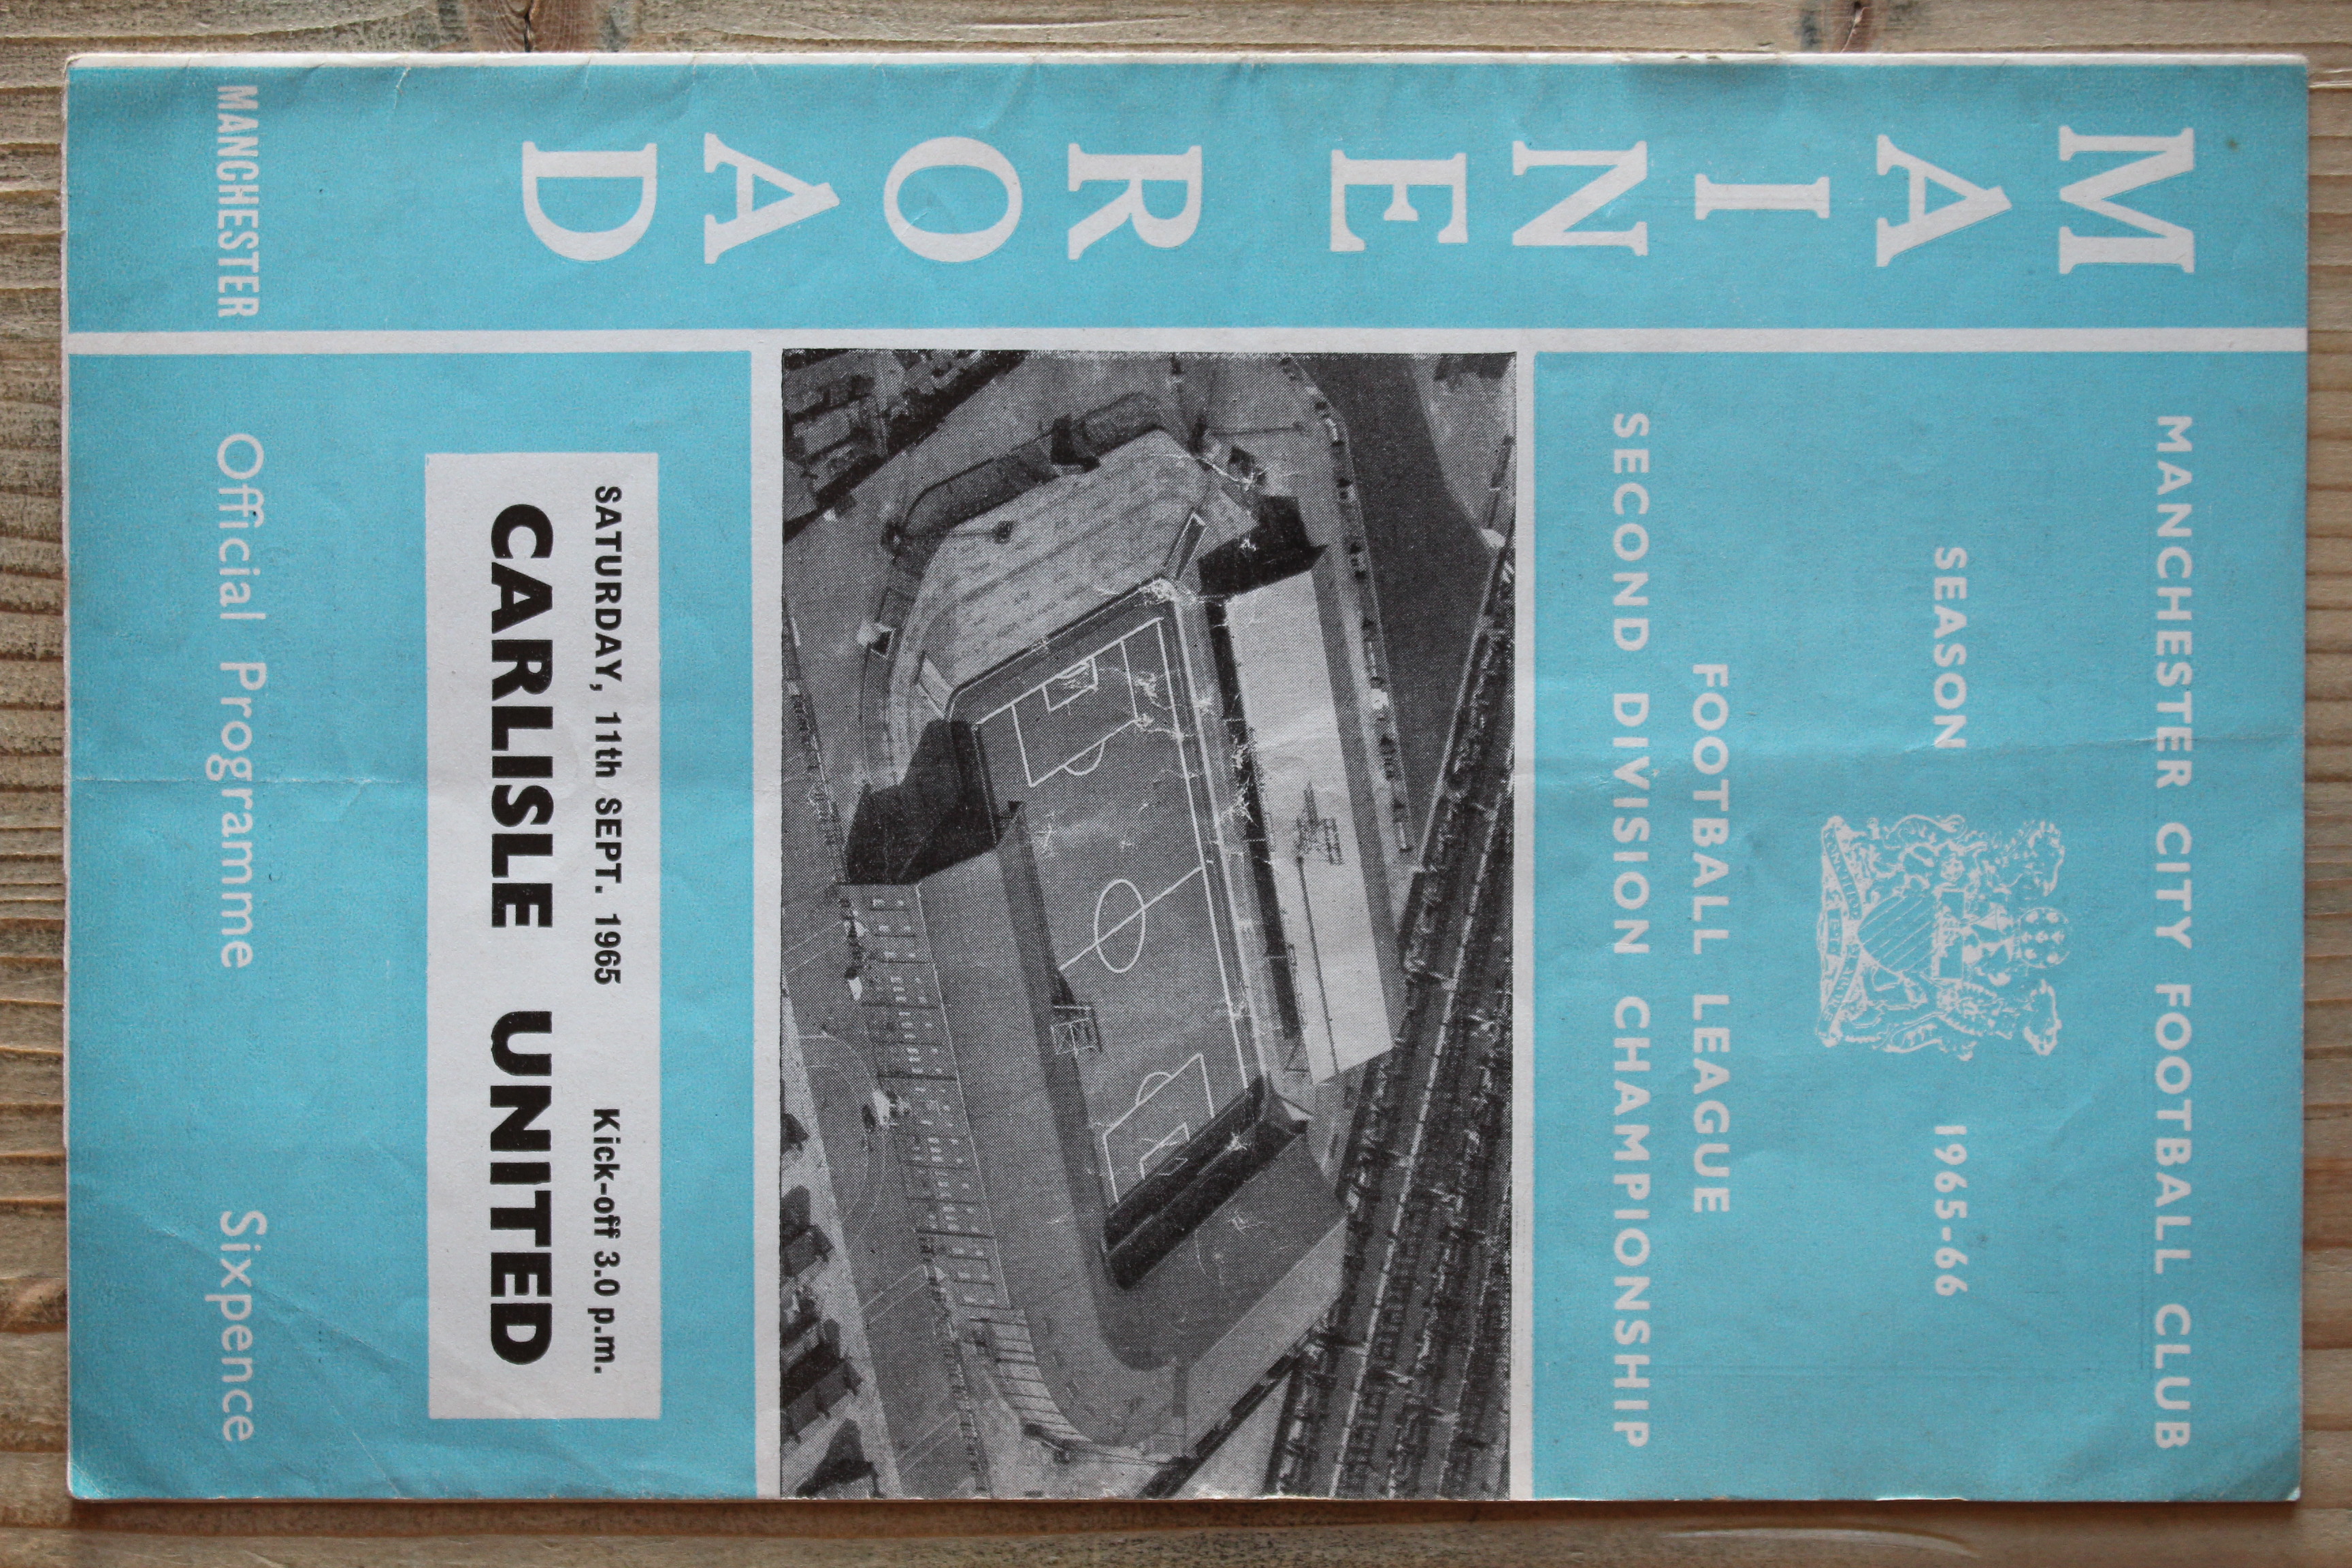 MANCHESTER CITY FOOTBALL CLUB
SEASON 1965-66
FOOTBALL LEAGUE
SECOND DIVISION CHAMPIONSHIP
MAINE ROAD
SATURDAY, 11th SEPT. 1965 Kick-off 3.0 p.m.
CARLISLE UNITED
MANCHESTER
Official Programme Sixpence